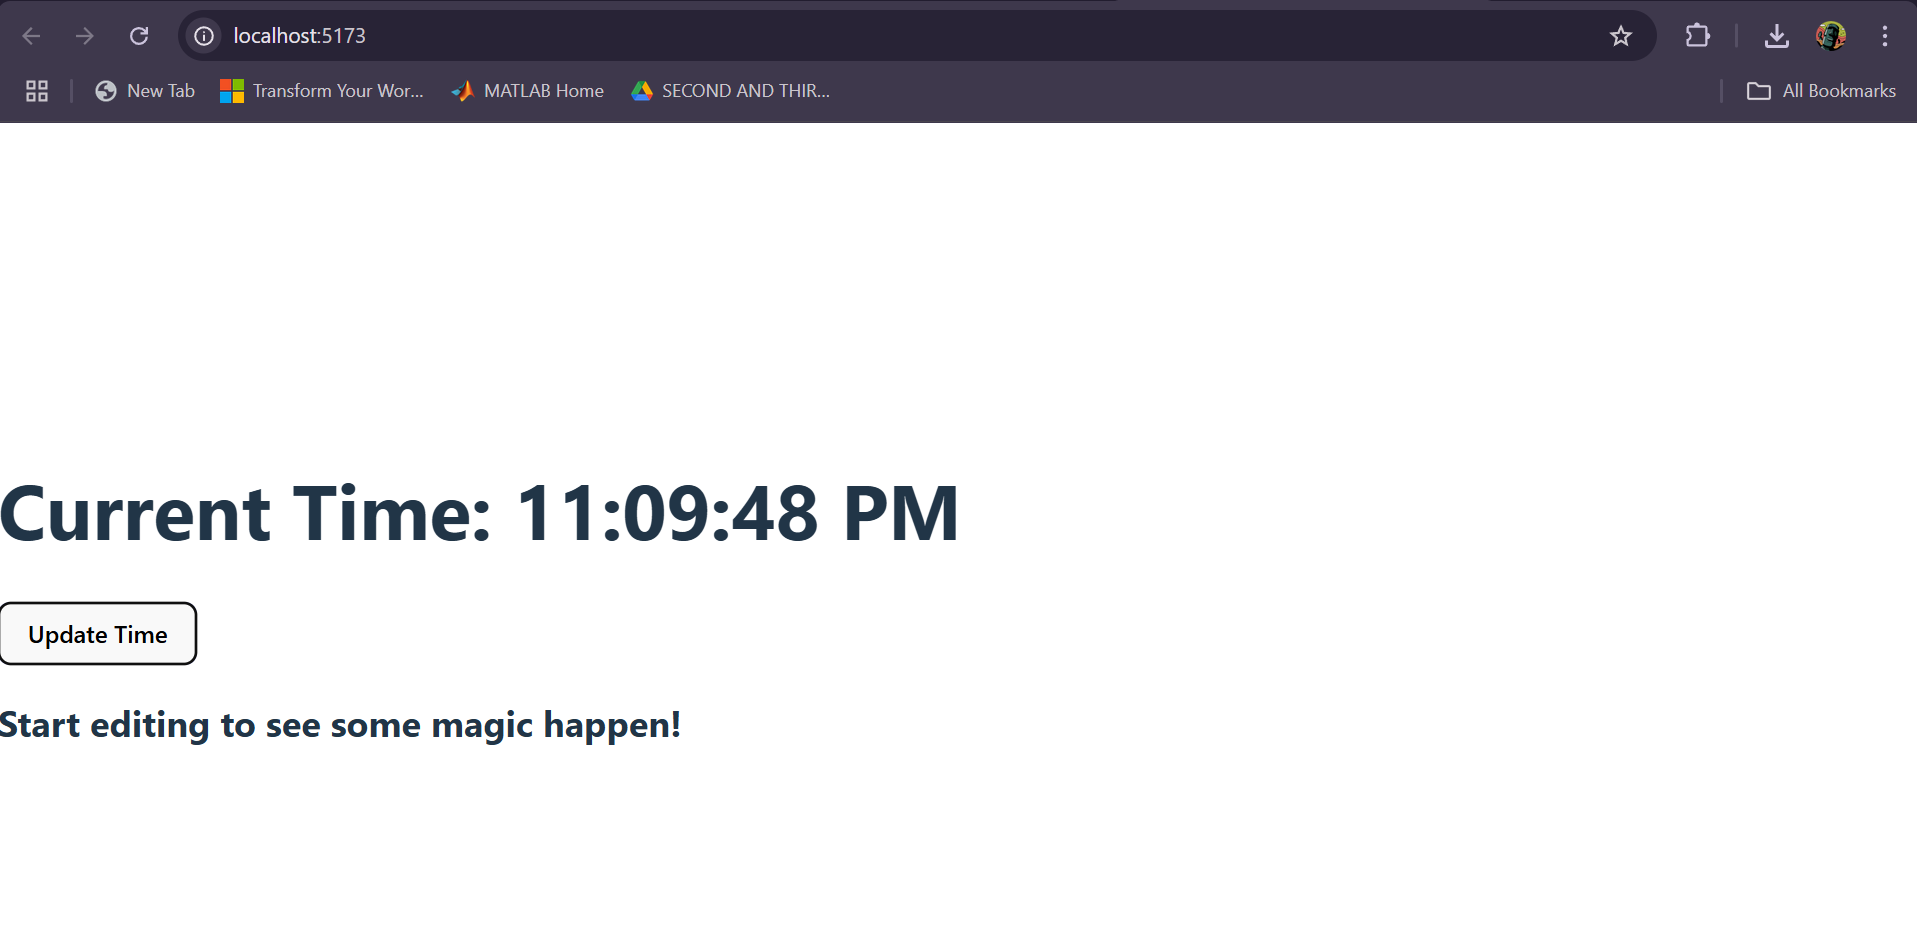 localhost:5173
New Tab
Transform Your Wor...
MATLAB Home
SECOND AND THIR...
All Bookmarks
Current Time: 11:09:48 PM
Update Time
Start editing to see some magic happen!